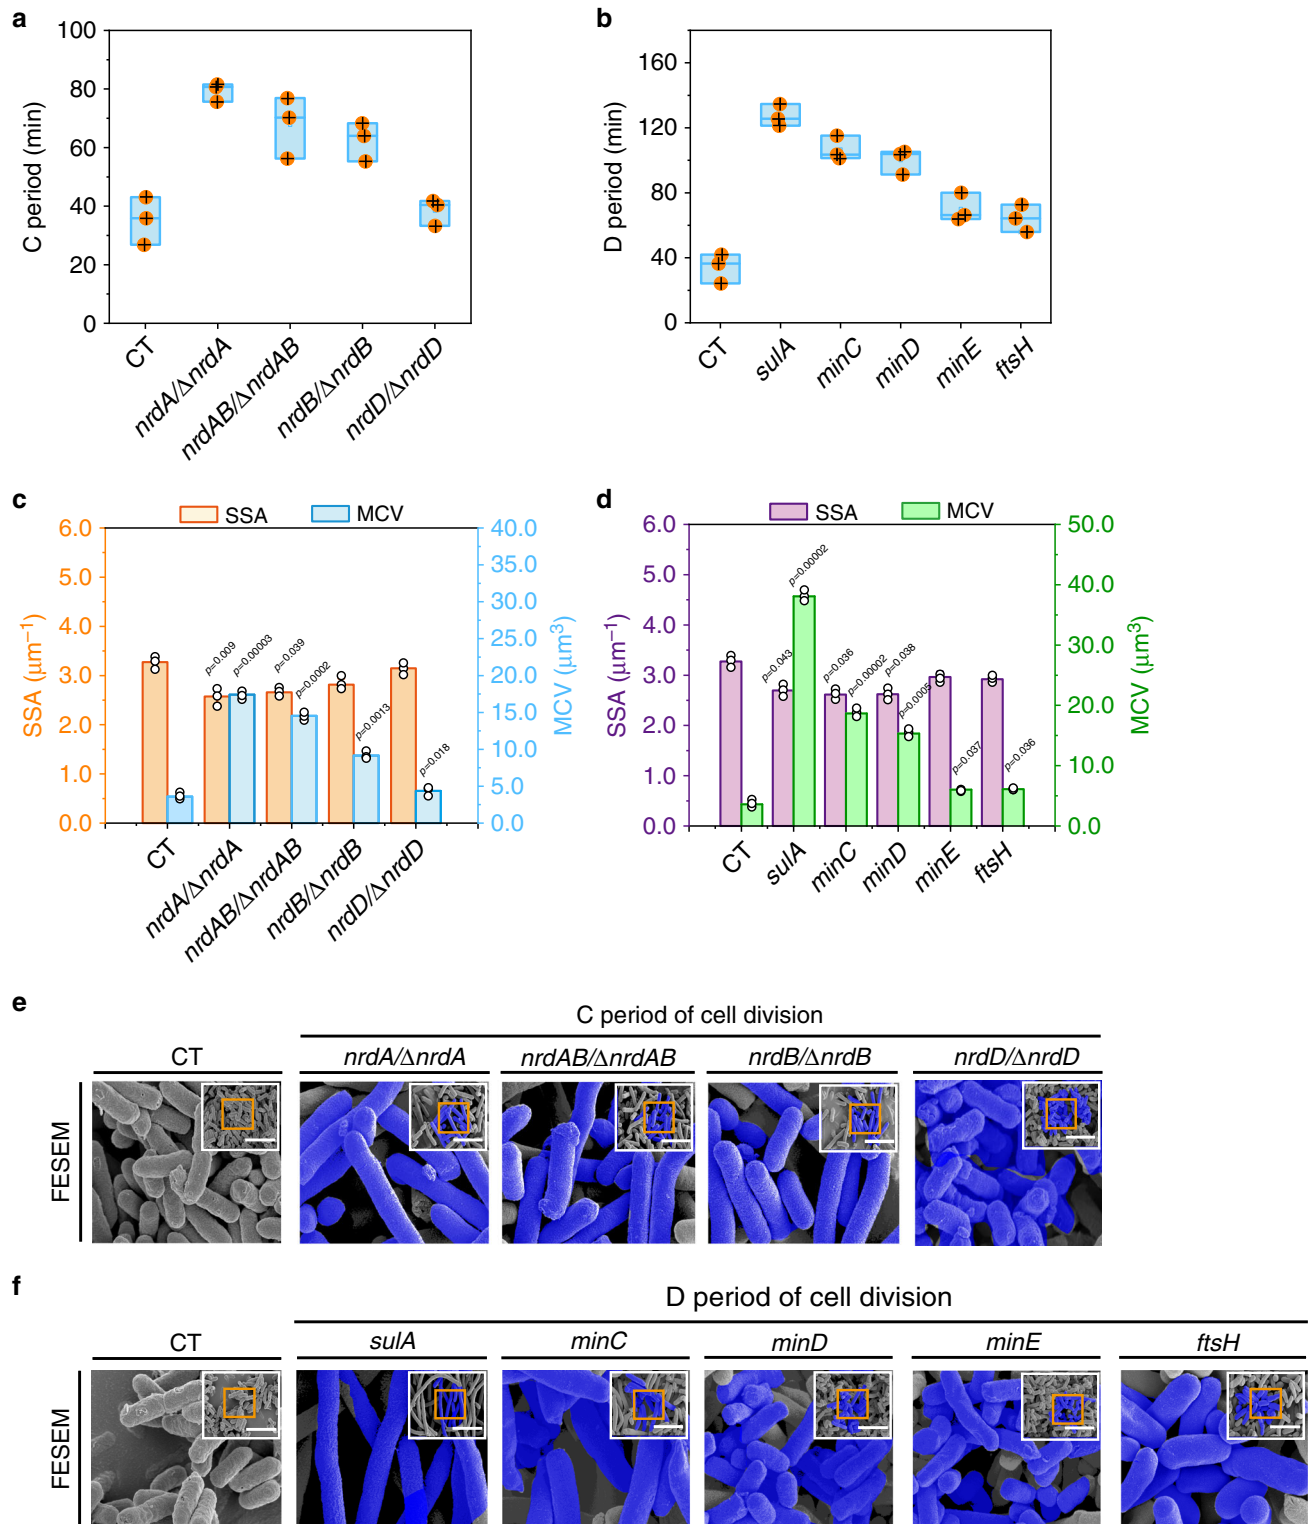 a
C period (min)
100
80
60
40
20
0
CT
nrdA/ΔnrdA
nrdAB/ΔnrdAB
nrdB/ΔnrdB
nrdD/ΔnrdD
b
D period (min)
160
120
80
40
0
CT
sulA
minC
minD
minE
ftsH
c
SSA MCV
SSA (μm⁻¹)
6.0
5.0
4.0
3.0
2.0
1.0
0.0
p=0.009
p=0.00003
p=0.039
p=0.0002
p=0.0013
p=0.018
40.0
35.0
30.0
25.0
20.0
15.0
10.0
5.0
0.0
MCV (μm³)
CT
nrdA/ΔnrdA
nrdAB/ΔnrdAB
nrdB/ΔnrdB
nrdD/ΔnrdD
d
SSA MCV
SSA (μm⁻¹)
6.0
5.0
4.0
3.0
2.0
1.0
0.0
p=0.043
p=0.00002
p=0.036
p=0.00002
p=0.038
p=0.0005
p=0.037
p=0.036
50.0
40.0
30.0
20.0
10.0
0.0
MCV (μm³)
CT
sulA
minC
minD
minE
ftsH
e
C period of cell division
CT nrdA/ΔnrdA nrdAB/ΔnrdAB nrdB/ΔnrdB nrdD/ΔnrdD
FESEM
f
D period of cell division
CT sulA minC minD minE ftsH
FESEM